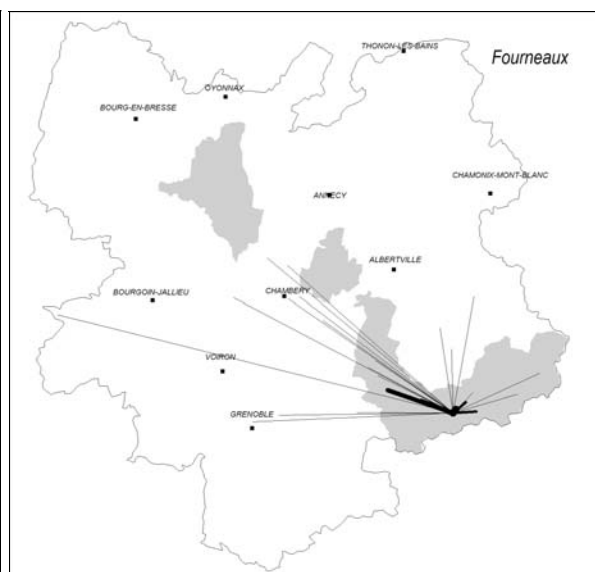 THONON-LES-BAINS
Fourneaux
OYONNAX
BOURG-EN-BRESSE
CHAMONIX-MONT-BLANC
ANNECY
ALBERTVILLE
BOURGOIN-JALLIEU
CHAMBERY
VOIRON
GRENOBLE